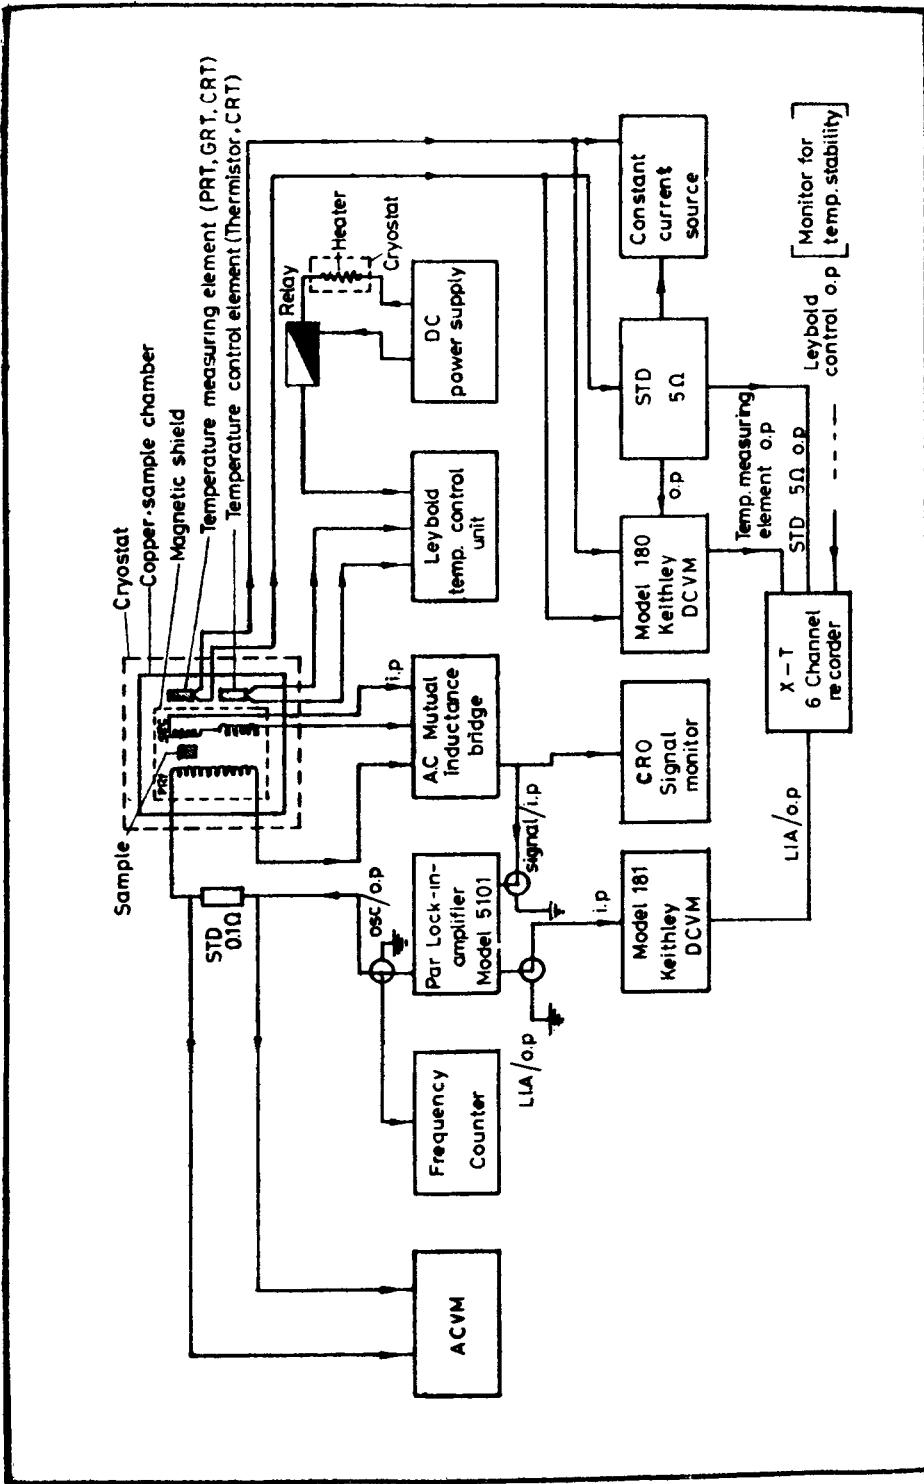 Cryostat
Copper-sample chamber
Magnetic shield
Temperature measuring element (PRT, GRT, CRT)
Temperature control element (Thermistor, CRT)
Sample
PRI
SEC
STD
0.1Ω
Relay
Heater
Cryostat
osc/o.p
i.p
ACVM
Frequency
Counter
Par Lock-in-
amplifier
Model 5101
A.C Mutual
inductance
bridge
Leybold
temp. control
unit
DC
power supply
LIA/o.p
signal/i.p
i.p
o.p
Model 181
Keithley
DCVM
CRO
Signal
monitor
Model 180
Keithley
DCVM
STD
5Ω
Constant
current
source
Temp. measuring
element o.p
STD 5Ω o.p
Leybold
control o.p
Monitor for
temp. stability
LIA/o.p
X-T
6 Channel
recorder